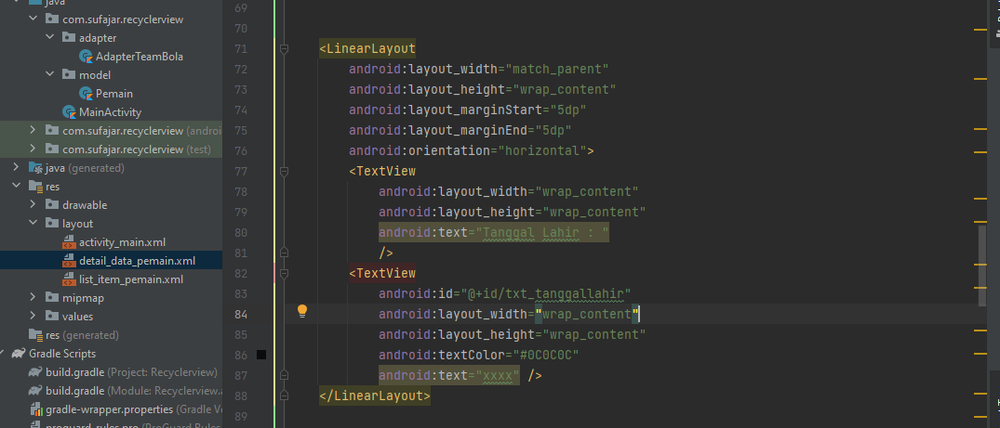 java
com.sufajar.recyclerview
adapter
AdapterTeamBola
model
Pemain
MainActivity
com.sufajar.recyclerview (androi
com.sufajar.recyclerview (test)
java (generated)
res
drawable
layout
activity_main.xml
detail_data_pemain.xml
list_item_pemain.xml
mipmap
values
res (generated)
Gradle Scripts
build.gradle (Project: Recyclerview)
build.gradle (Module: Recyclerview.a
gradle-wrapper.properties (Gradle Ve
proguard-rules.pro (ProGuard Rules
69
70
71 <LinearLayout
72 android:layout_width="match_parent"
73 android:layout_height="wrap_content"
74 android:layout_marginStart="5dp"
75 android:layout_marginEnd="5dp"
76 android:orientation="horizontal">
77 <TextView
78 android:layout_width="wrap_content"
79 android:layout_height="wrap_content"
80 android:text="Tanggal Lahir : "
81 />
82 <TextView
83 android:id="@+id/txt_tanggallahir"
84 android:layout_width="wrap_content"
85 android:layout_height="wrap_content"
86 android:textColor="#0C0C0C"
87 android:text="xxxx" />
88 </LinearLayout>
89